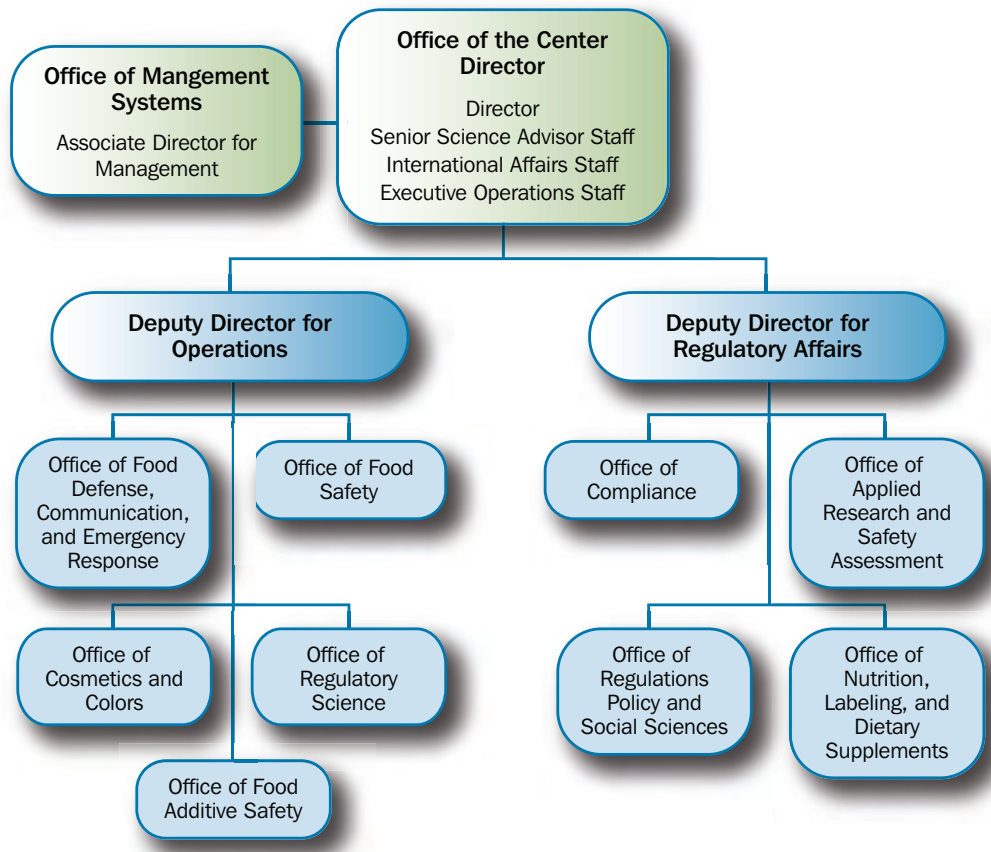 Office of Mangement
Systems
Associate Director for
Management
Office of the Center
Director
Director
Senior Science Advisor Staff
International Affairs Staff
Executive Operations Staff
Deputy Director for
Operations
Deputy Director for
Regulatory Affairs
Office of Food
Defense,
Communication,
and Emergency
Response
Office of Food
Safety
Office of
Compliance
Office of
Applied
Research and
Safety
Assessment
Office of
Cosmetics and
Colors
Office of
Regulatory
Science
Office of
Regulations
Policy and
Social Sciences
Office of
Nutrition,
Labeling, and
Dietary
Supplements
Office of Food
Additive Safety